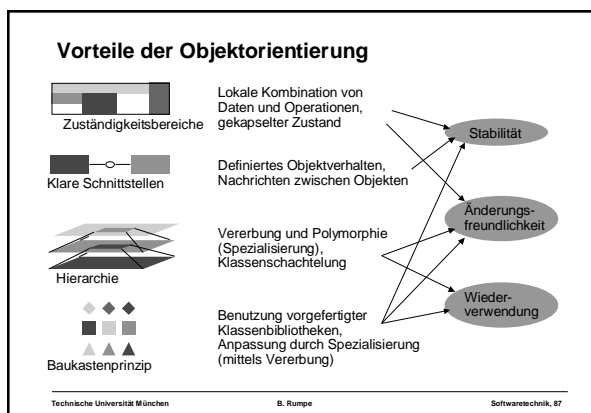 Vorteile der Objektorientierung
Zuständigkeitsbereiche
Lokale Kombination von
Daten und Operationen,
gekapselter Zustand
Stabilität
Klare Schnittstellen
Definiertes Objektverhalten,
Nachrichten zwischen Objekten
Änderungs-
freundlichkeit
Hierarchie
Vererbung und Polymorphie
(Spezialisierung),
Klassenschachtelung
Wieder-
verwendung
Baukastenprinzip
Benutzung vorgefertigter
Klassenbibliotheken,
Anpassung durch Spezialisierung
(mittels Vererbung)
Technische Universität München B. Rumpe Softwaretechnik, 87